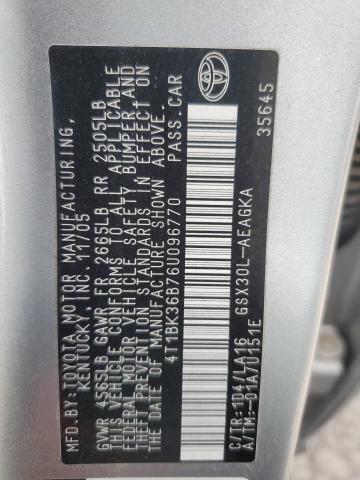 MFD. BY: TOYOTA MOTOR MANUFACTURING,
KENTUCKY, INC. 11/05
GVWR 4565LB GAWR FR 2665LB RR 2505LB
THIS VEHICLE CONFORMS TO ALL APPLICABLE
FEDERAL MOTOR VEHICLE SAFETY, BUMPER, AND
THEFT PREVENTION STANDARDS IN EFFECT ON
THE DATE OF MANUFACTURE SHOWN ABOVE.
4T1BK36B76U096770 PASS.CAR
C/TR: 1D4/LA16
A/TM: -01A/U151E GSX30L-AEAGKA
35645